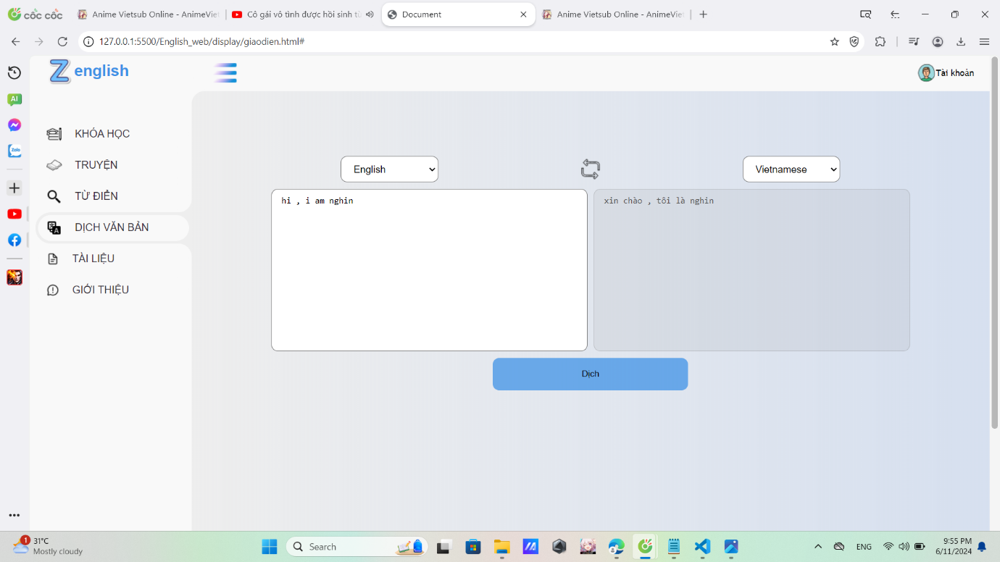 cốc cốc
Anime Vietsub Online - AnimeViet
Cô gái vô tình được hồi sinh từ
Document
Anime Vietsub Online - AnimeViet
127.0.0.1:5500/English_web/display/giaodien.html#
Z english
Tài khoản
AI
Zalo
KHÓA HỌC
TRUYỆN
TỪ ĐIỂN
DỊCH VĂN BẢN
TÀI LIỆU
GIỚI THIỆU
English
Vietnamese
hi , i am nghin
xin chào , tôi là nghin
Dịch
1
31°C
Mostly cloudy
Search
ENG
9:55 PM
6/11/2024